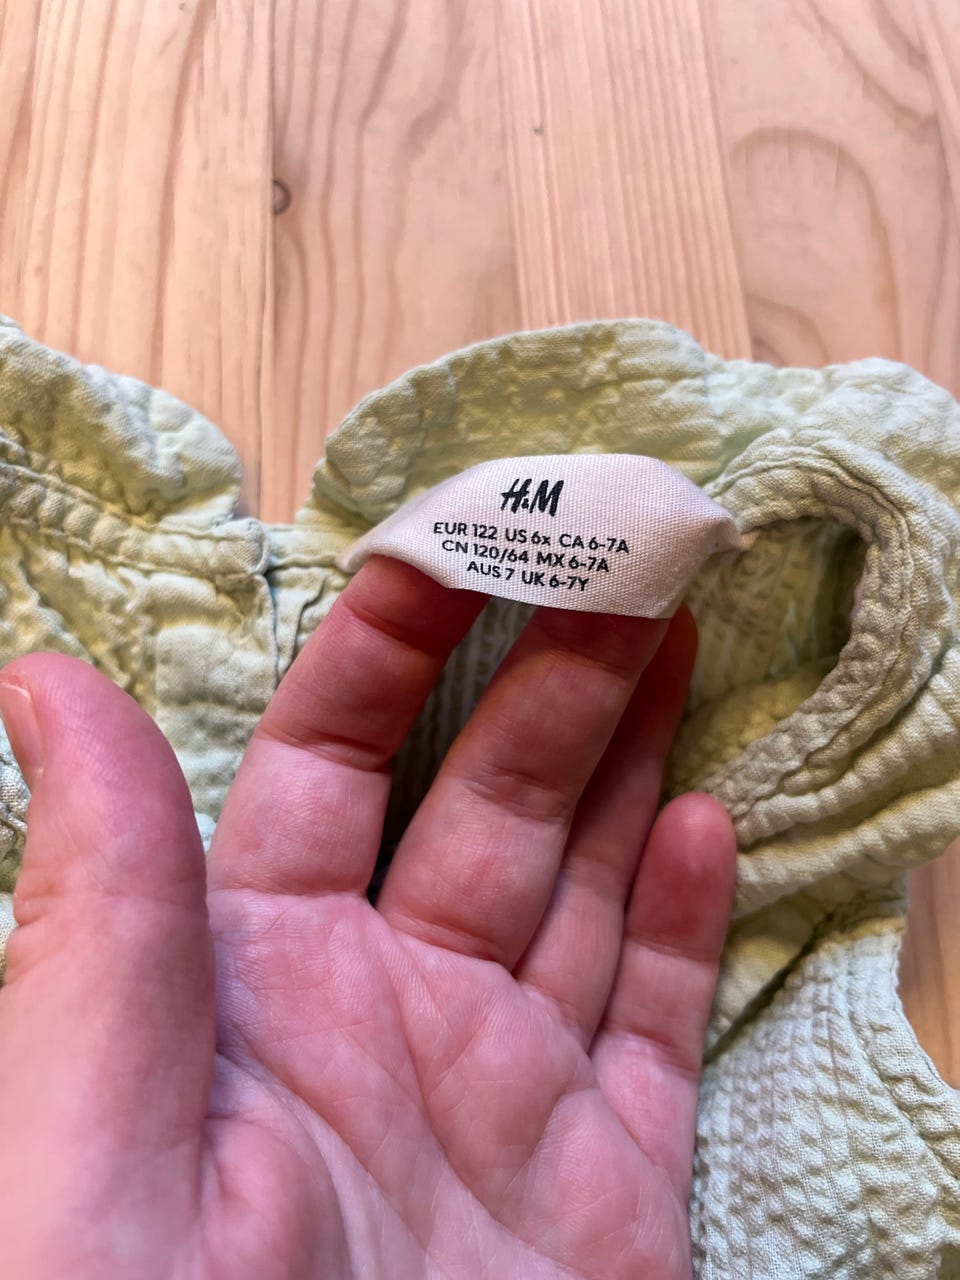 H&M
EUR 122 US 6x CA 6-7A
CN 120/64 MX 6-7A
AUS 7 UK 6-7Y